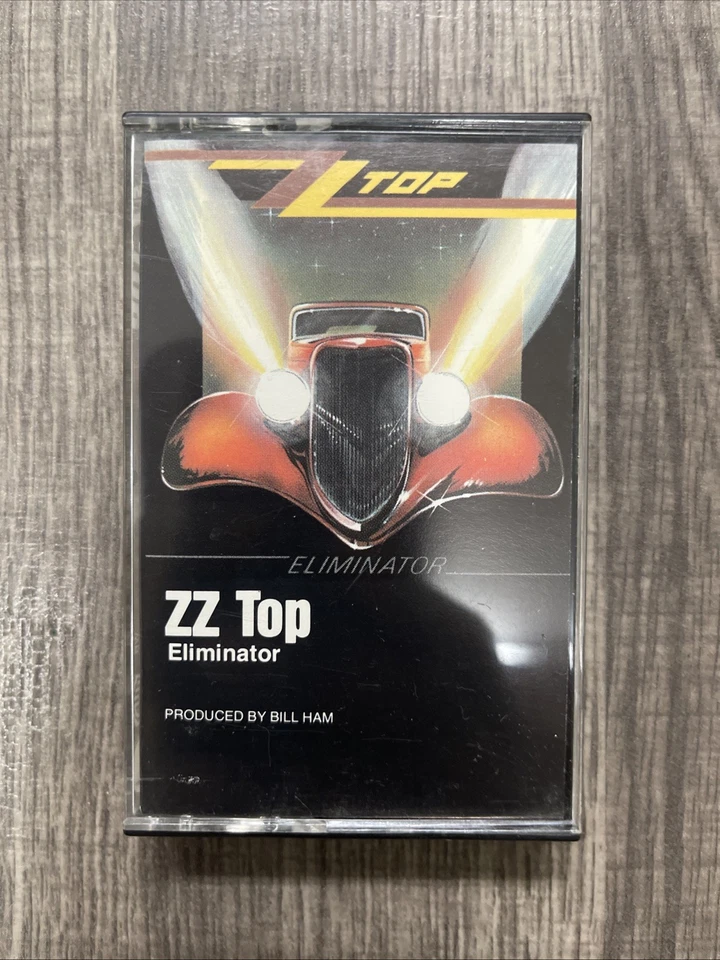 ZZ TOP
ELIMINATOR
ZZ Top
Eliminator
PRODUCED BY BILL HAM